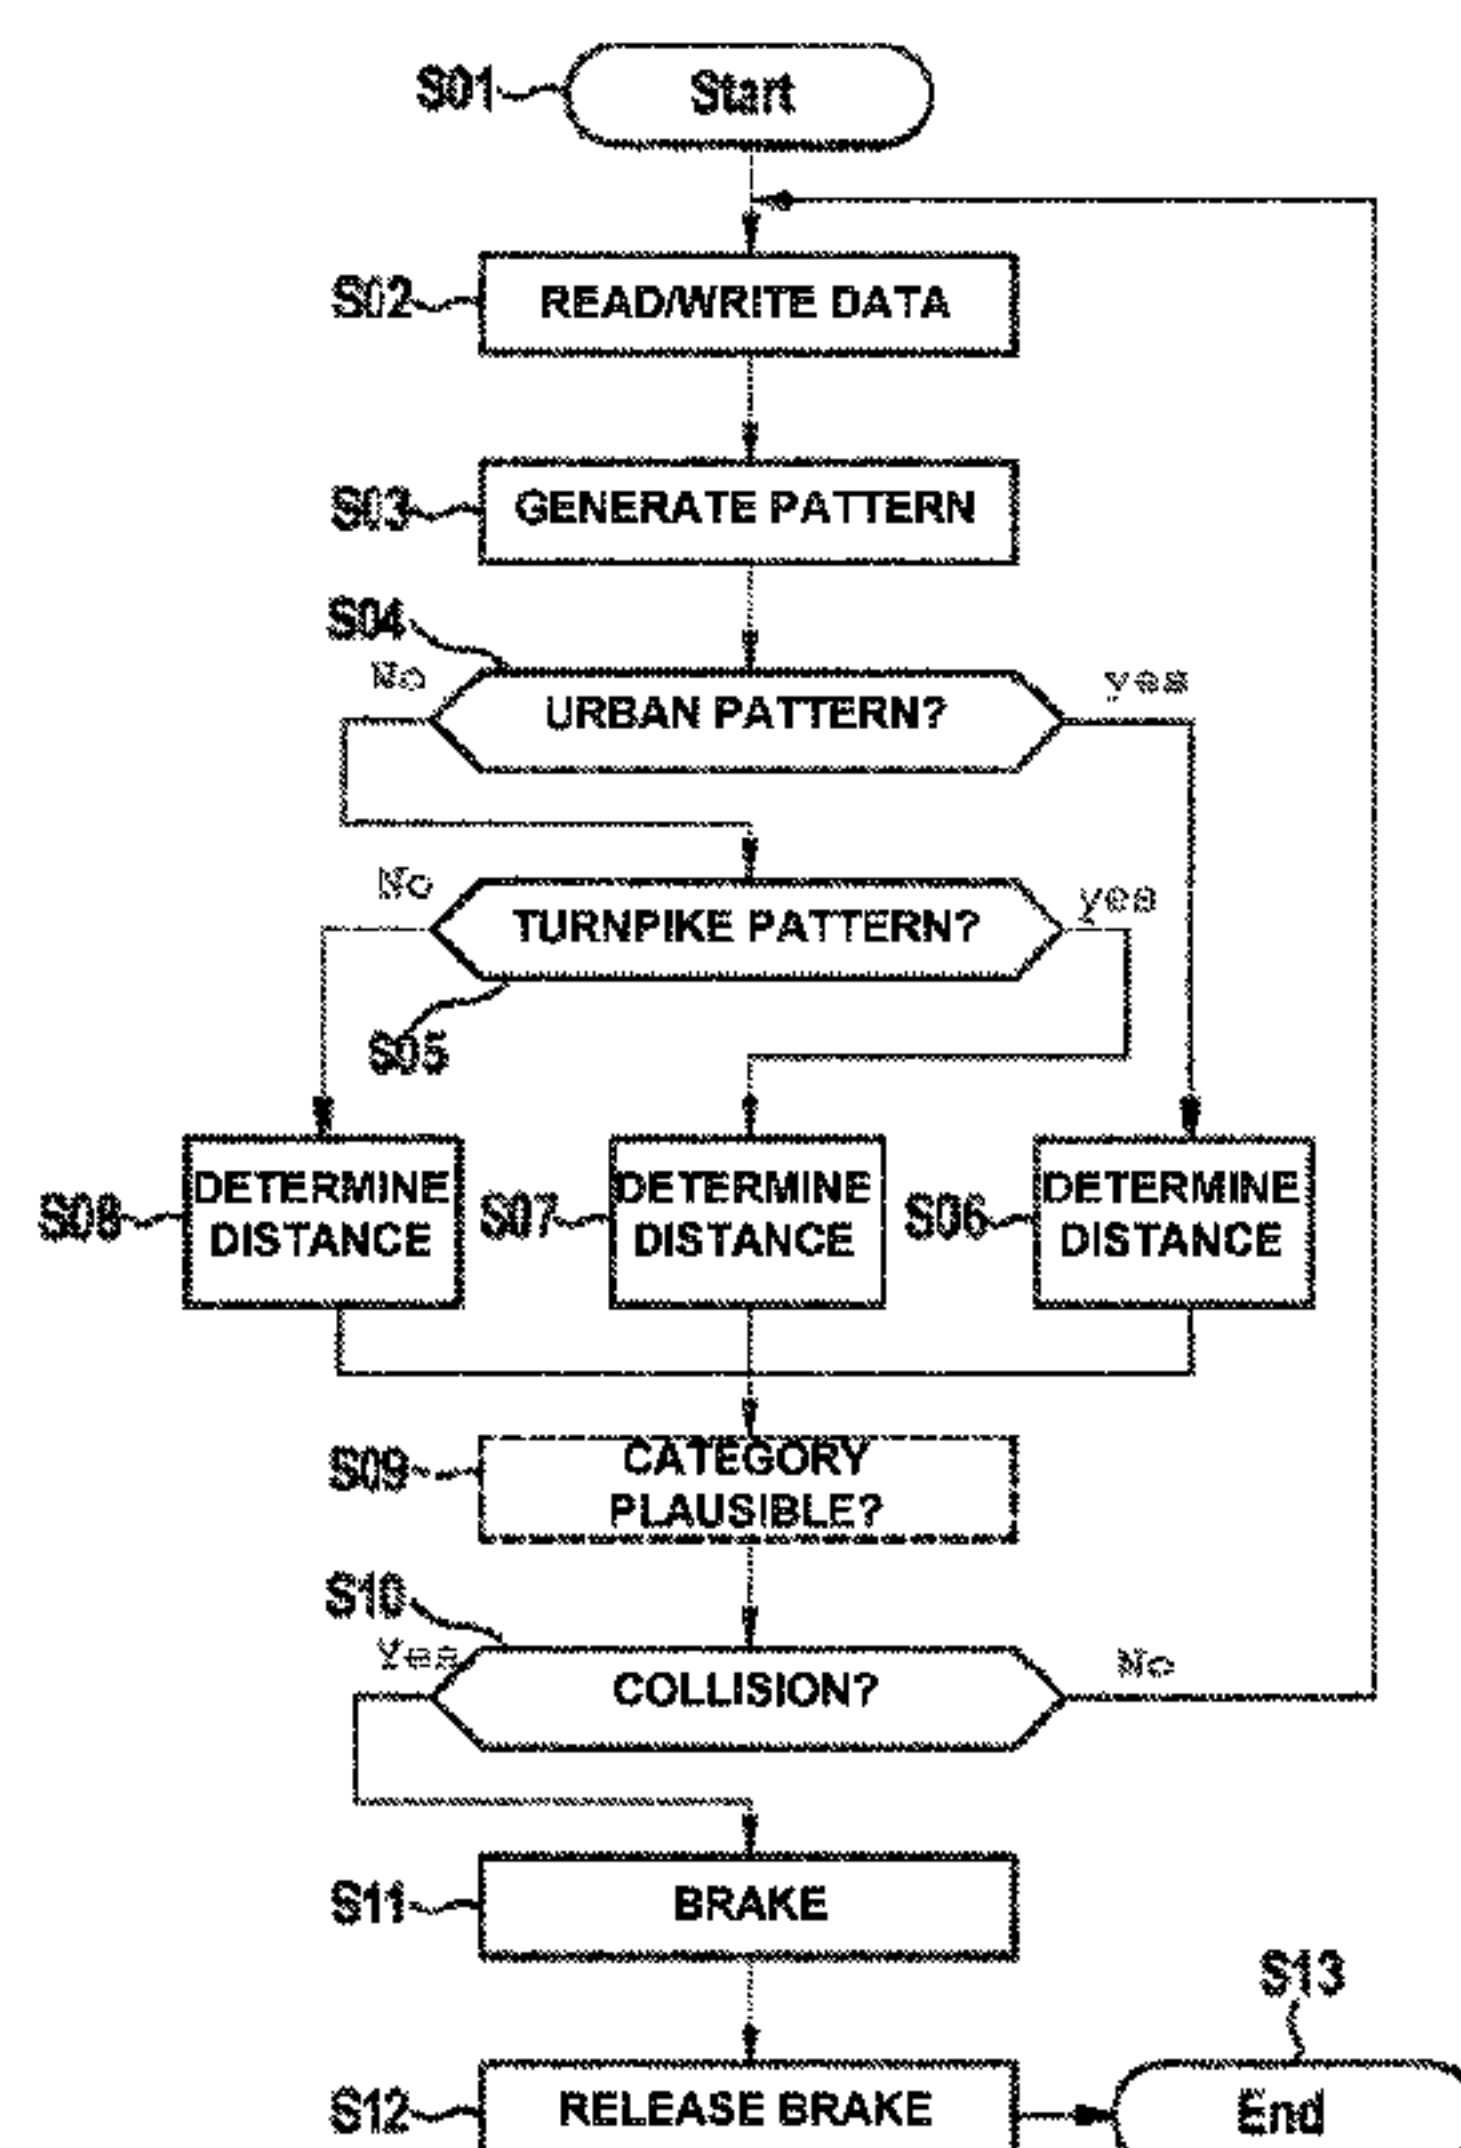 S01 Start
S02 READ/WRITE DATA
S03 GENERATE PATTERN
S04
No yes
URBAN PATTERN?
No yes
TURNPIKE PATTERN?
S05
DETERMINE DETERMINE DETERMINE
S08 DISTANCE S07 DISTANCE S06 DISTANCE
CATEGORY
S09 PLAUSIBLE?
S10
Yes No
COLLISION?
S11 BRAKE
S13
S12 RELEASE BRAKE End